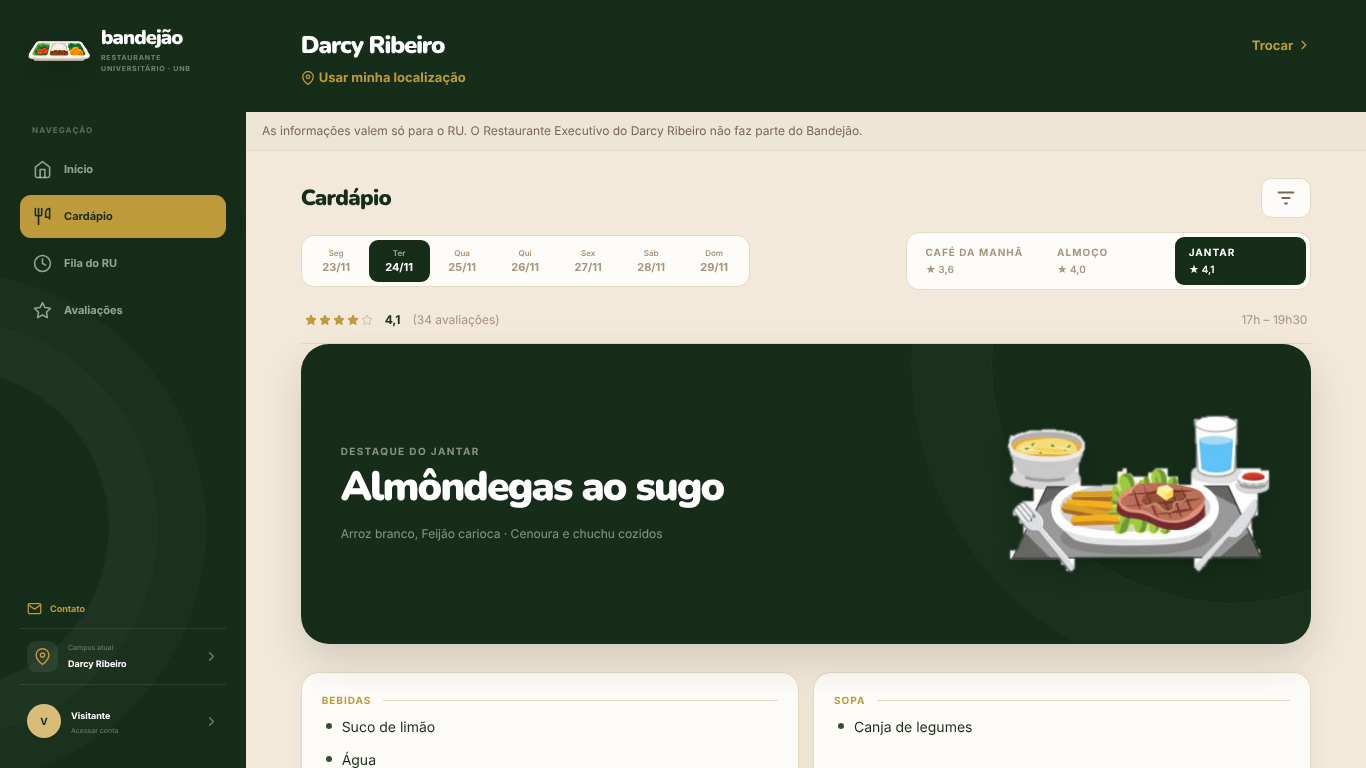 bandejão
RESTAURANTE
UNIVERSITÁRIO · UNB
NAVEGAÇÃO
Início
Cardápio
Fila do RU
Avaliações
Contato
Campus atual
Darcy Ribeiro
V
Visitante
Acessar conta
Darcy Ribeiro
Usar minha localização
Trocar
As informações valem só para o RU. O Restaurante Executivo do Darcy Ribeiro não faz parte do Bandejão.
Cardápio
Seg Ter Qua Qui Sex Sáb Dom
23/11 24/11 25/11 26/11 27/11 28/11 29/11
CAFÉ DA MANHÃ ALMOÇO JANTAR
★ 3,6 ★ 4,0 ★ 4,1
4,1 (34 avaliações) 17h – 19h30
DESTAQUE DO JANTAR
Almôndegas ao sugo
Arroz branco, Feijão carioca · Cenoura e chuchu cozidos
BEBIDAS
Suco de limão
Água
SOPA
Canja de legumes